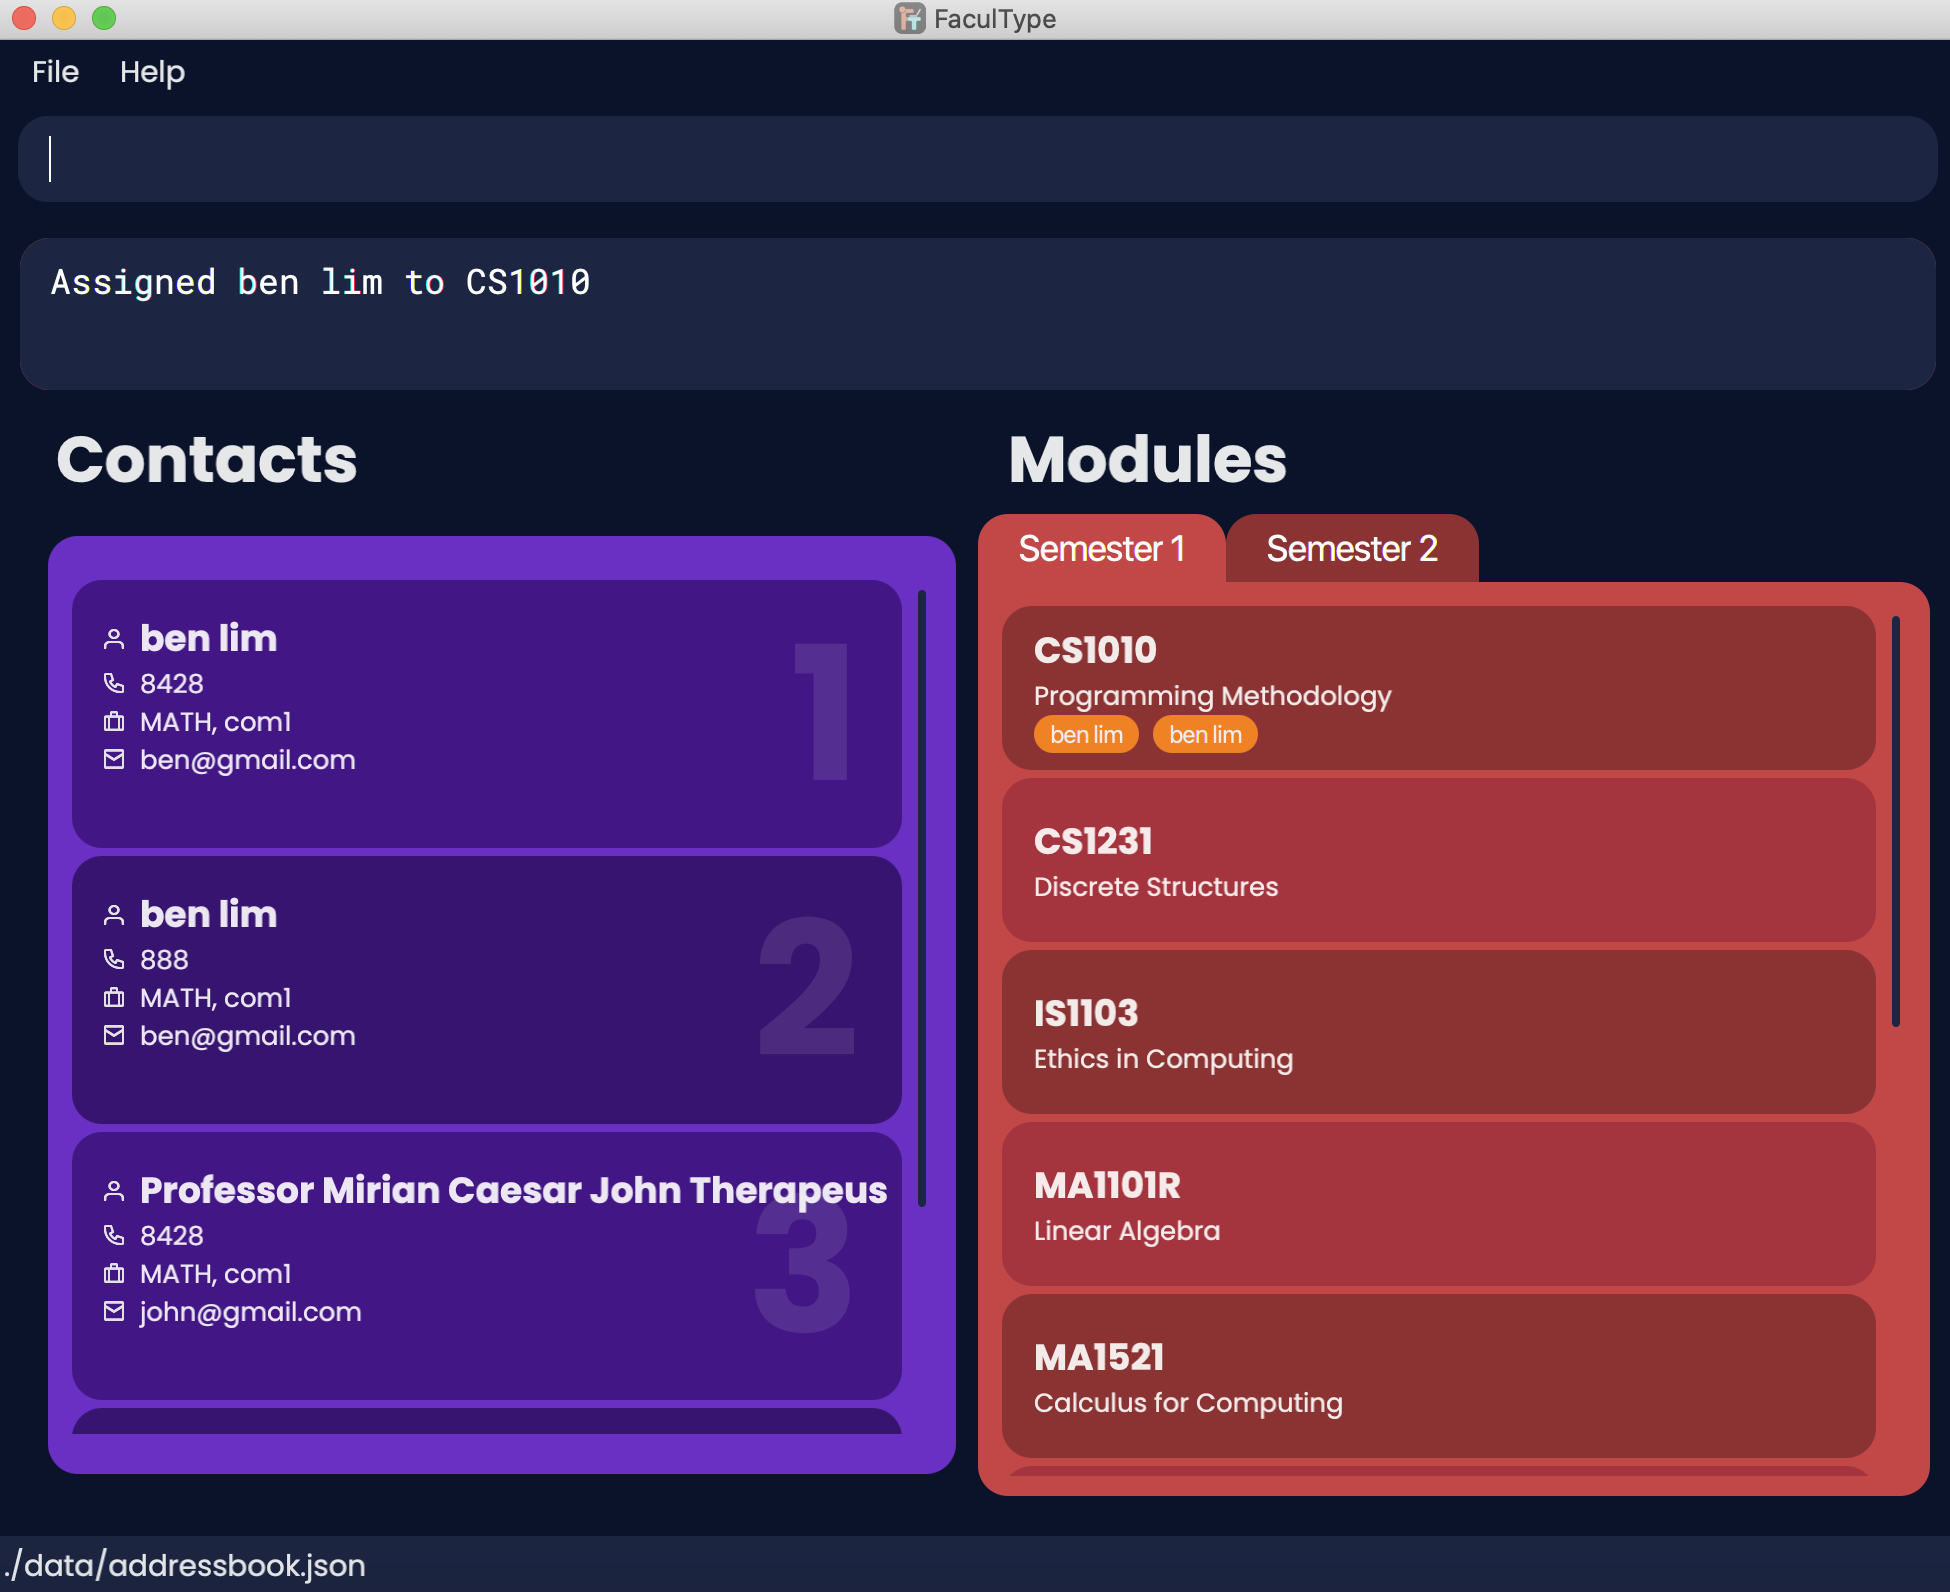 FaculType
File Help
Assigned ben lim to CS1010
Contacts
ben lim
8428
MATH, com1
ben@gmail.com
1
ben lim
888
MATH, com1
ben@gmail.com
2
Professor Mirian Caesar John Therapeus
8428
MATH, com1
john@gmail.com
3
Modules
Semester 1 Semester 2
CS1010
Programming Methodology
ben lim ben lim
CS1231
Discrete Structures
IS1103
Ethics in Computing
MA1101R
Linear Algebra
MA1521
Calculus for Computing
./data/addressbook.json